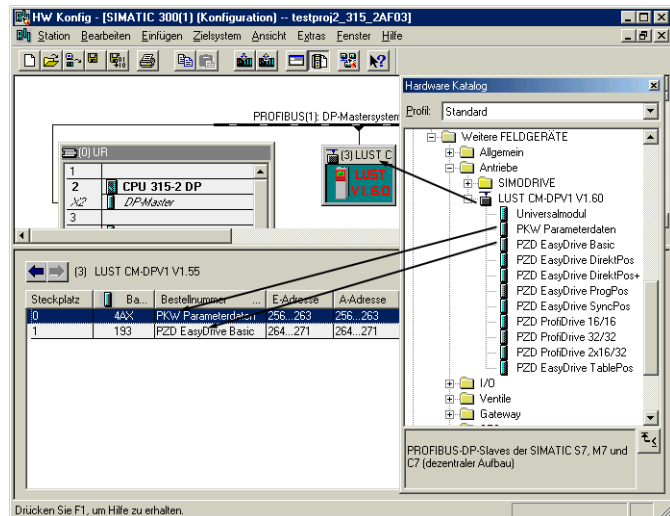 HW Konfig - [SIMATIC 300(1) (Konfiguration) -- testproj2_315_2AF03]
Station Bearbeiten Einfügen Zielsystem Ansicht Extras Fenster Hilfe
PROFIBUS(1): DP-Mastersystem
(0) UR
1
2 CPU 315-2 DP
X2 DP-Master
3
(3) LUST C
LUST
V1.60
(3) LUST CM-DPV1 V1.55
Steckplatz Ba... Bestellnummer ... E-Adresse A-Adresse
0 4AX PKW Parameterdaten 256...263 256...263
1 193 PZD EasyDrive Basic 264...271 264...271
Hardware Katalog
Profil: Standard
Weitere FELDGERÄTE
Allgemein
Antriebe
SIMODRIVE
LUST CM-DPV1 V1.60
Universalmodul
PKW Parameterdaten
PZD EasyDrive Basic
PZD EasyDrive DirektPos
PZD EasyDrive DirektPos+
PZD EasyDrive ProgPos
PZD EasyDrive SyncPos
PZD ProfiDrive 16/16
PZD ProfiDrive 32/32
PZD ProfiDrive 2x16/32
PZD EasyDrive TablePos
I/O
Ventile
Gateway
PROFIBUS-DP-Slaves der SIMATIC S7, M7 und
C7 (dezentraler Aufbau)
Drücken Sie F1, um Hilfe zu erhalten.